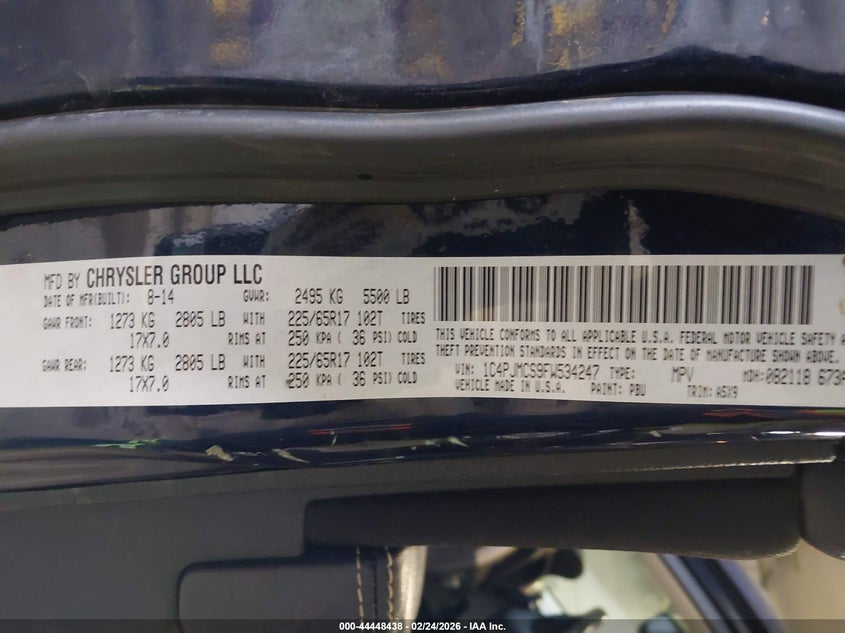 MFD BY CHRYSLER GROUP LLC
DATE OF MFR(BUILT): 8-14 GVWR: 2495 KG 5500 LB
GAWR FRONT: 1273 KG 2805 LB WITH 225/65R17 102T TIRES
17X7.0 RIMS AT 250 KPA ( 36 PSI) COLD
GAWR REAR: 1273 KG 2805 LB WITH 225/65R17 102T TIRES
17X7.0 RIMS AT 250 KPA ( 36 PSI) COLD
THIS VEHICLE CONFORMS TO ALL APPLICABLE U.S.A. FEDERAL MOTOR VEHICLE SAFETY
THEFT PREVENTION STANDARDS IN EFFECT ON THE DATE OF MANUFACTURE SHOWN ABOVE.
VIN: 1C4PJMCS9FW534247 TYPE: MPV MDH: 082118 673
VEHICLE MADE IN U.S.A. PAINT: PBU TRIM: A5X9
000-44448438 - 02/24/2026 - IAA Inc.